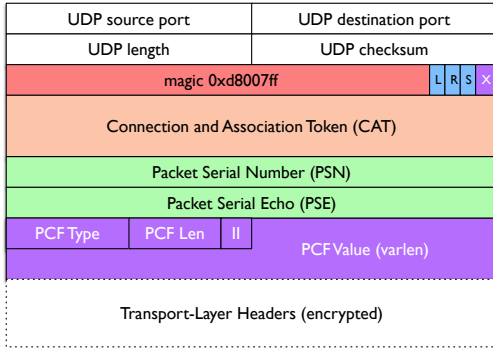 UDP source port UDP destination port
UDP length UDP checksum
magic 0xd8007ff L R S X
Connection and Association Token (CAT)
Packet Serial Number (PSN)
Packet Serial Echo (PSE)
PCF Type PCF Len II PCF Value (varlen)
Transport-Layer Headers (encrypted)